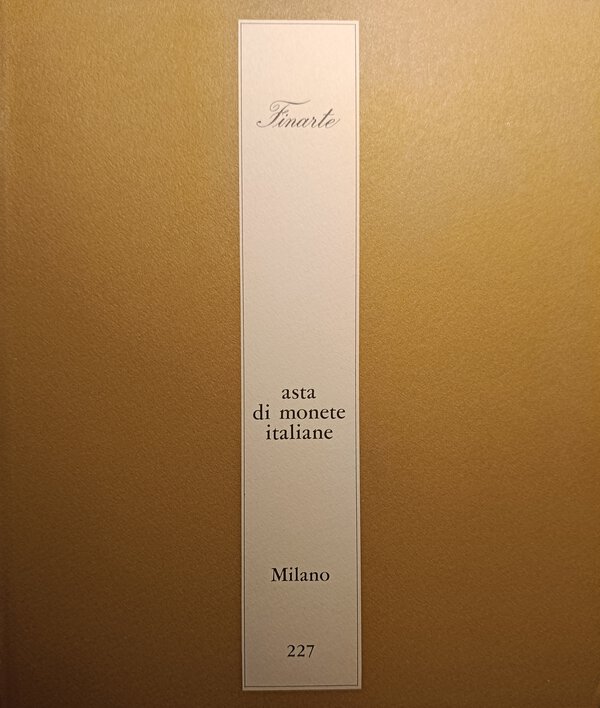 Finarte
asta
di monete
italiane
Milano
227